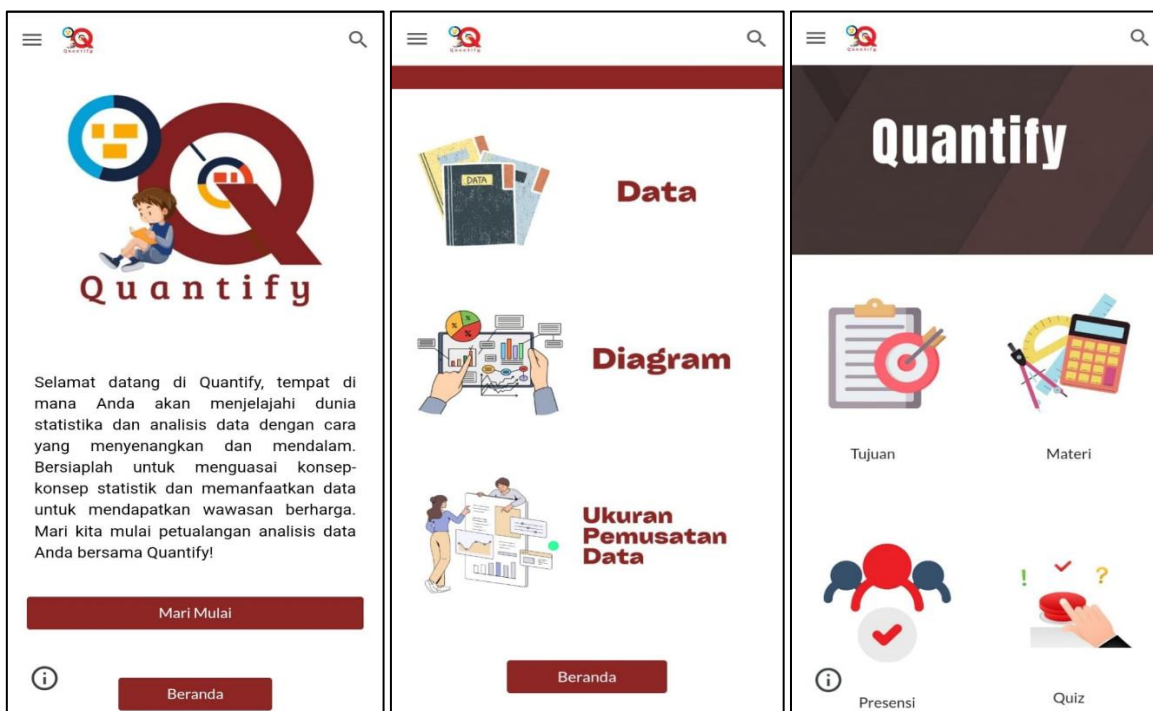 Quantify
Quantify
Selamat datang di Quantify, tempat di
mana Anda akan menjelajahi dunia
statistika dan analisis data dengan cara
yang menyenangkan dan mendalam.
Bersiaplah untuk menguasai konsep-
konsep statistik dan memanfaatkan data
untuk mendapatkan wawasan berharga.
Mari kita mulai petualangan analisis data
Anda bersama Quantify!
Mari Mulai
Beranda
Quantify
DATA
Data
% %
%
Diagram
Ukuran
Pemusatan
Data
Beranda
Quantify
Quantify
Tujuan
Materi
! ?
Presensi
Quiz